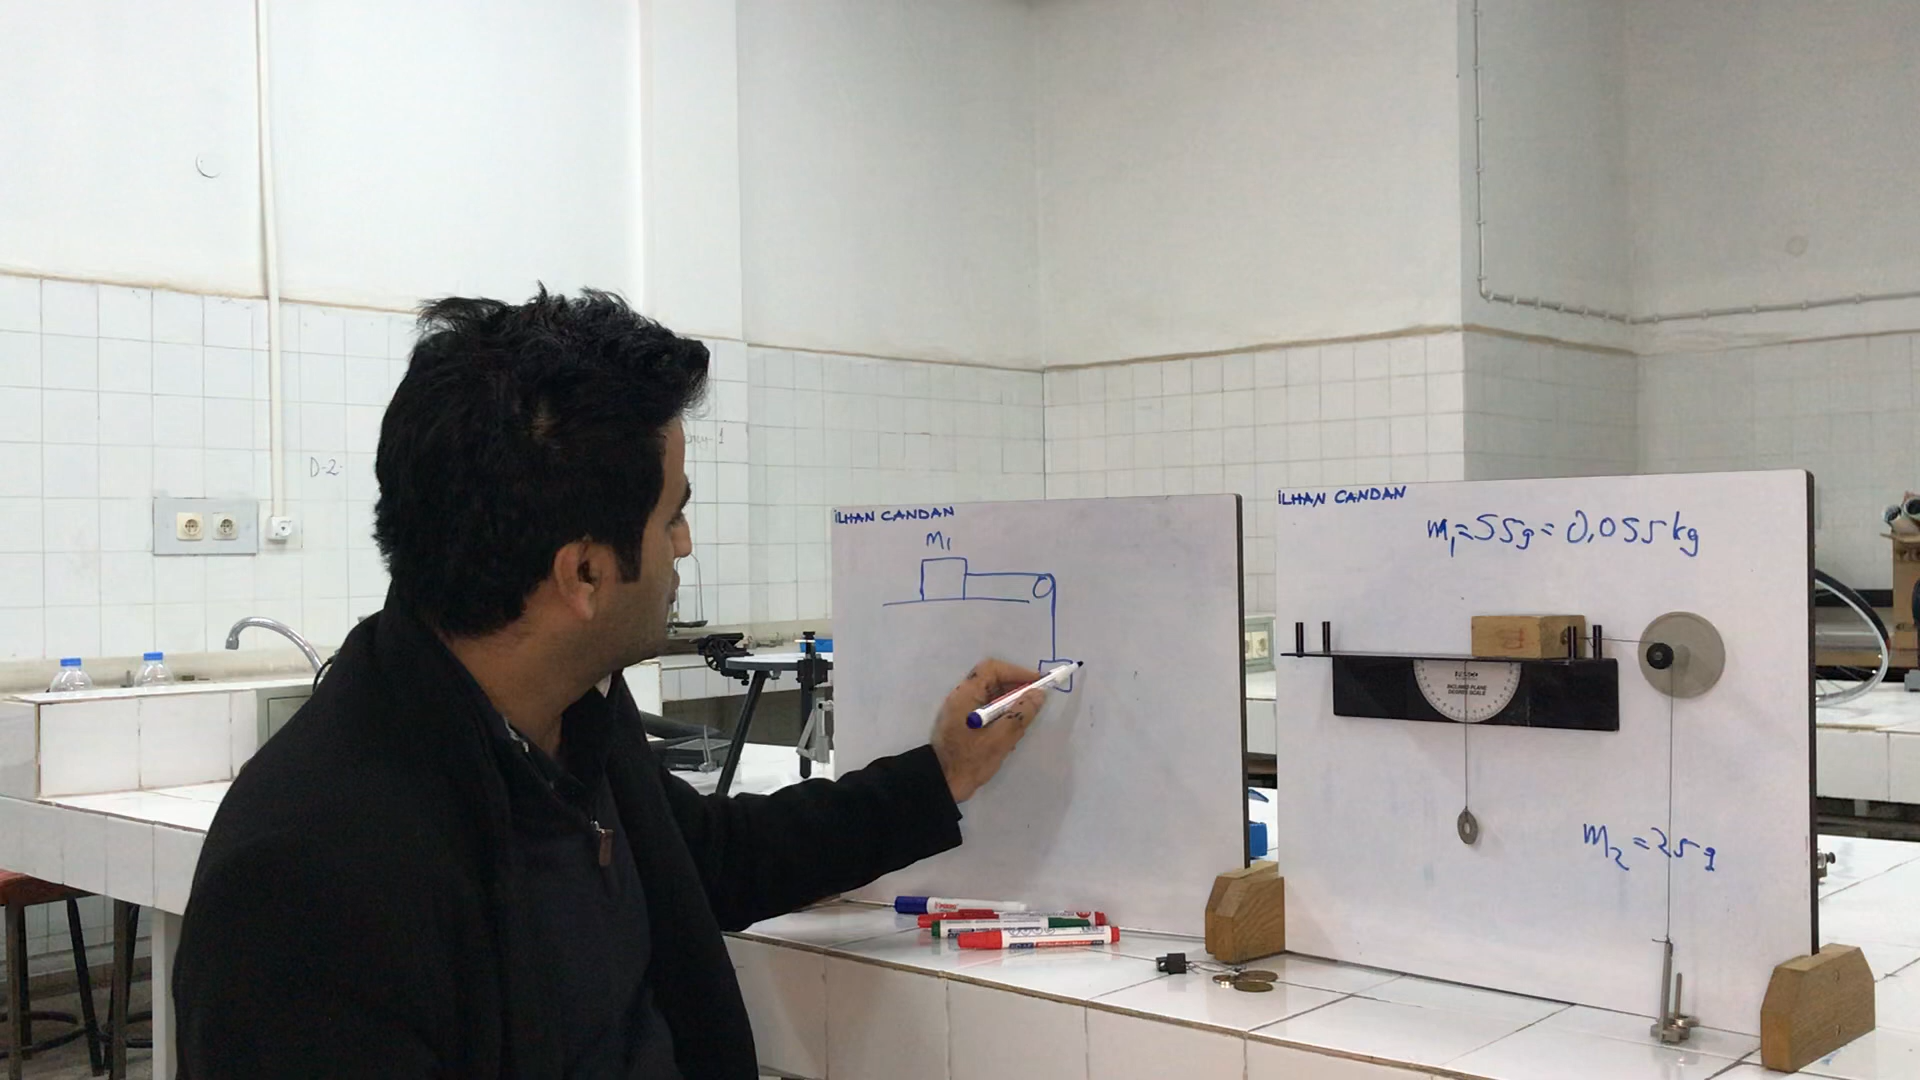 D-2
İLHAN CANDAN
M1
İLHAN CANDAN
m1=55g=0,055kg
INCLINED PLANE
DEGREE SCALE
m2=25g